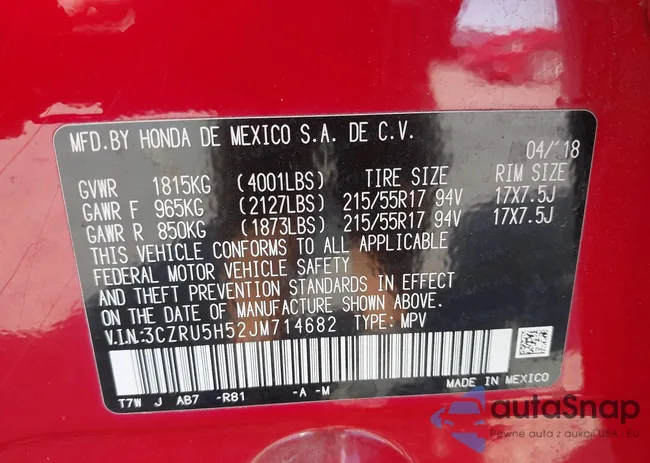 MFD.BY HONDA DE MEXICO S.A. DE C.V.
04/18
GVWR 1815KG (4001LBS) TIRE SIZE RIM SIZE
GAWR F 965KG (2127LBS) 215/55R17 94V 17X7.5J
GAWR R 850KG (1873LBS) 215/55R17 94V 17X7.5J
THIS VEHICLE CONFORMS TO ALL APPLICABLE
FEDERAL MOTOR VEHICLE SAFETY
AND THEFT PREVENTION STANDARDS IN EFFECT
ON THE DATE OF MANUFACTURE SHOWN ABOVE.
V.I.N:3CZRU5H52JM714682 TYPE: MPV
T7W J AB7 -R81 -A -M
MADE IN MEXICO
autaSnap
Pewne auta z aukcji USA - EU